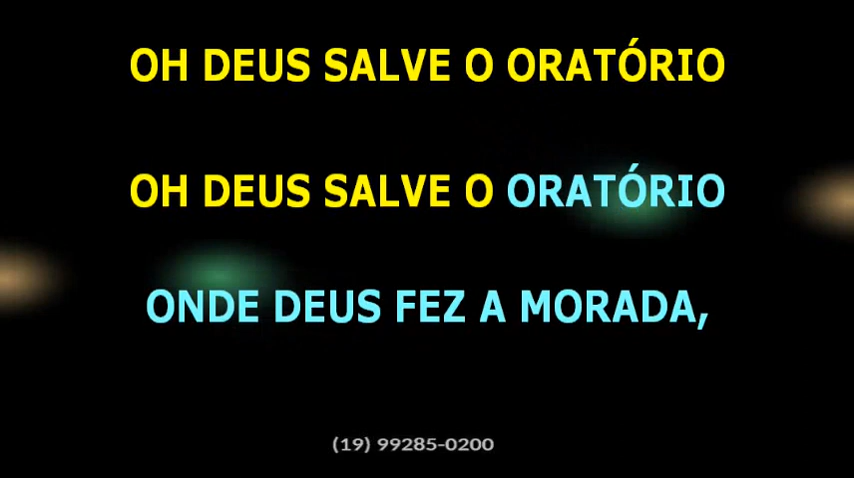 OH DEUS SALVE O ORATÓRIO
OH DEUS SALVE O ORATÓRIO
ONDE DEUS FEZ A MORADA,
(19) 99285-0200